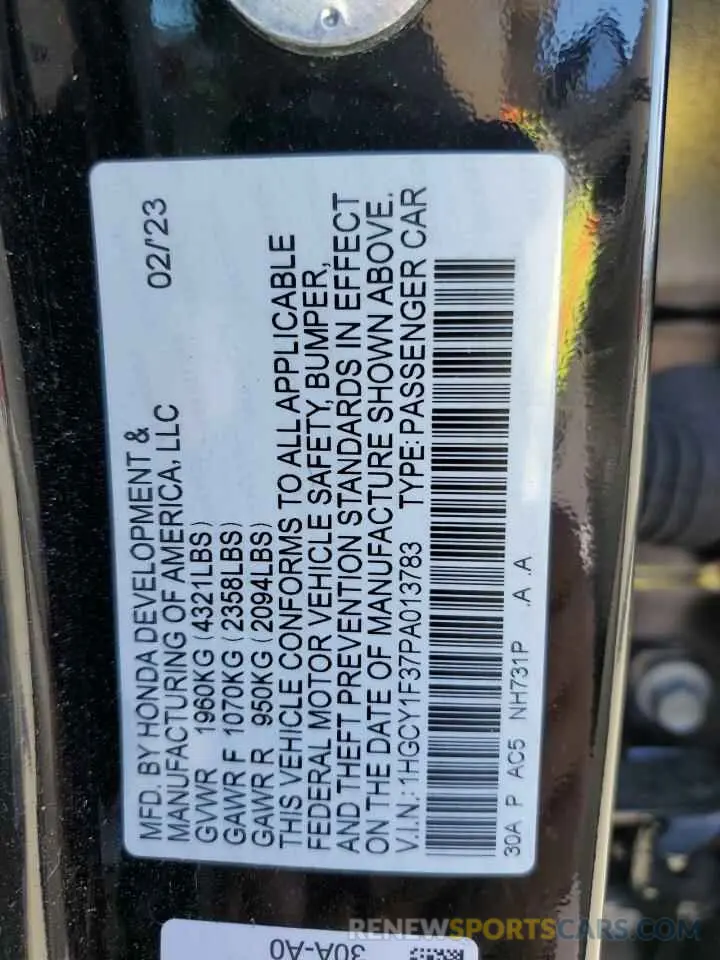 MFD. BY HONDA DEVELOPMENT &
MANUFACTURING OF AMERICA, LLC 02/'23
GVWR 1960KG (4321LBS)
GAWR F 1070KG (2358LBS)
GAWR R 950KG (2094LBS)
THIS VEHICLE CONFORMS TO ALL APPLICABLE
FEDERAL MOTOR VEHICLE SAFETY, BUMPER,
AND THEFT PREVENTION STANDARDS IN EFFECT
ON THE DATE OF MANUFACTURE SHOWN ABOVE.
V.I.N.: 1HGCY1F37PA013783 TYPE: PASSENGER CAR
30A P AC5 NH731P .A .A
30A-A0
RENEWSPORTSCARS.COM